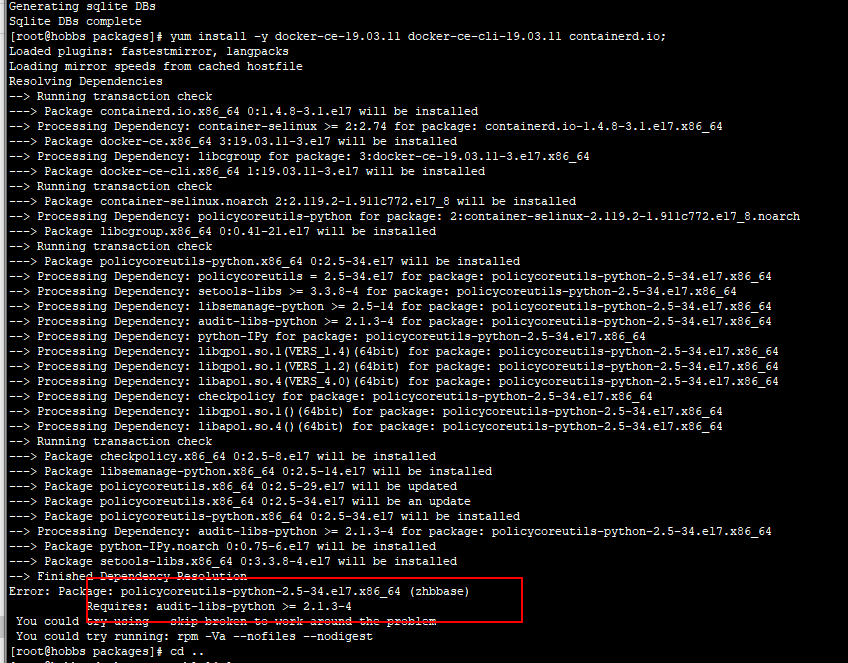 Generating sqlite DBs
Sqlite DBs complete
[root@hobbs packages]# yum install -y docker-ce-19.03.11 docker-ce-cli-19.03.11 containerd.io;
Loaded plugins: fastestmirror, langpacks
Loading mirror speeds from cached hostfile
Resolving Dependencies
--> Running transaction check
---> Package containerd.io.x86_64 0:1.4.8-3.1.el7 will be installed
--> Processing Dependency: container-selinux >= 2:2.74 for package: containerd.io-1.4.8-3.1.el7.x86_64
---> Package docker-ce.x86_64 3:19.03.11-3.el7 will be installed
--> Processing Dependency: libcgroup for package: 3:docker-ce-19.03.11-3.el7.x86_64
---> Package docker-ce-cli.x86_64 1:19.03.11-3.el7 will be installed
--> Running transaction check
---> Package container-selinux.noarch 2:2.119.2-1.911c772.el7_8 will be installed
--> Processing Dependency: policycoreutils-python for package: 2:container-selinux-2.119.2-1.911c772.el7_8.noarch
---> Package libcgroup.x86_64 0:0.41-21.el7 will be installed
--> Running transaction check
---> Package policycoreutils-python.x86_64 0:2.5-34.el7 will be installed
--> Processing Dependency: policycoreutils = 2.5-34.el7 for package: policycoreutils-python-2.5-34.el7.x86_64
--> Processing Dependency: setools-libs >= 3.3.8-4 for package: policycoreutils-python-2.5-34.el7.x86_64
--> Processing Dependency: libsemanage-python >= 2.5-14 for package: policycoreutils-python-2.5-34.el7.x86_64
--> Processing Dependency: audit-libs-python >= 2.1.3-4 for package: policycoreutils-python-2.5-34.el7.x86_64
--> Processing Dependency: python-IPy for package: policycoreutils-python-2.5-34.el7.x86_64
--> Processing Dependency: libqpol.so.1(VERS_1.4)(64bit) for package: policycoreutils-python-2.5-34.el7.x86_64
--> Processing Dependency: libqpol.so.1(VERS_1.2)(64bit) for package: policycoreutils-python-2.5-34.el7.x86_64
--> Processing Dependency: libapol.so.4(VERS_4.0)(64bit) for package: policycoreutils-python-2.5-34.el7.x86_64
--> Processing Dependency: checkpolicy for package: policycoreutils-python-2.5-34.el7.x86_64
--> Processing Dependency: libqpol.so.1()(64bit) for package: policycoreutils-python-2.5-34.el7.x86_64
--> Processing Dependency: libapol.so.4()(64bit) for package: policycoreutils-python-2.5-34.el7.x86_64
--> Running transaction check
---> Package checkpolicy.x86_64 0:2.5-8.el7 will be installed
---> Package libsemanage-python.x86_64 0:2.5-14.el7 will be installed
---> Package policycoreutils.x86_64 0:2.5-29.el7 will be updated
---> Package policycoreutils.x86_64 0:2.5-34.el7 will be an update
---> Package policycoreutils-python.x86_64 0:2.5-34.el7 will be installed
--> Processing Dependency: audit-libs-python >= 2.1.3-4 for package: policycoreutils-python-2.5-34.el7.x86_64
---> Package python-IPy.noarch 0:0.75-6.el7 will be installed
---> Package setools-libs.x86_64 0:3.3.8-4.el7 will be installed
--> Finished Dependency Resolution
Error: Package: policycoreutils-python-2.5-34.el7.x86_64 (zhbbase)
Requires: audit-libs-python >= 2.1.3-4
You could try using --skip-broken to work around the problem
You could try running: rpm -Va --nofiles --nodigest
[root@hobbs packages]# cd ..